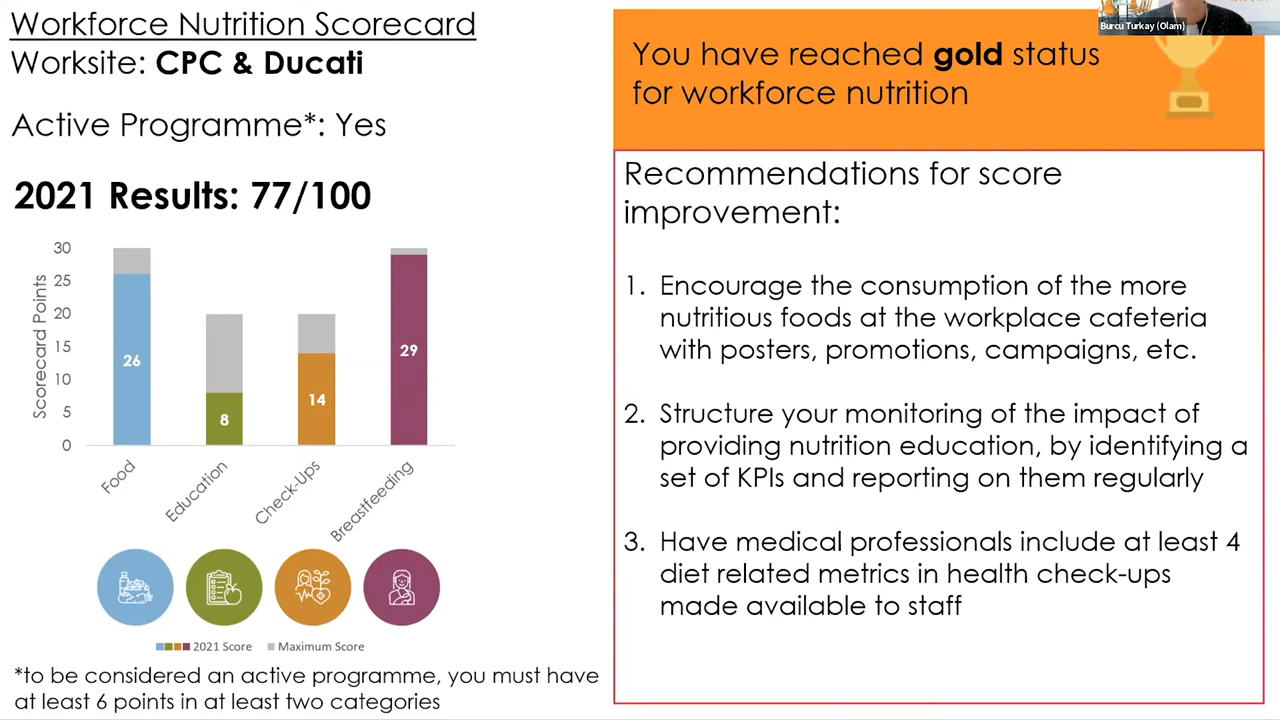 Workforce Nutrition Scorecard
Worksite: CPC & Ducati
Active Programme*: Yes
2021 Results: 77/100
30
25
20
15
10
5
0
Scorecard Points
26
8
14
29
Food
Education
Check-Ups
Breastfeeding
2021 Score
Maximum Score
*to be considered an active programme, you must have
at least 6 points in at least two categories
Burcu Turkay (Olam)
You have reached gold status
for workforce nutrition
Recommendations for score
improvement:
1. Encourage the consumption of the more
nutritious foods at the workplace cafeteria
with posters, promotions, campaigns, etc.
2. Structure your monitoring of the impact of
providing nutrition education, by identifying a
set of KPIs and reporting on them regularly
3. Have medical professionals include at least 4
diet related metrics in health check-ups
made available to staff